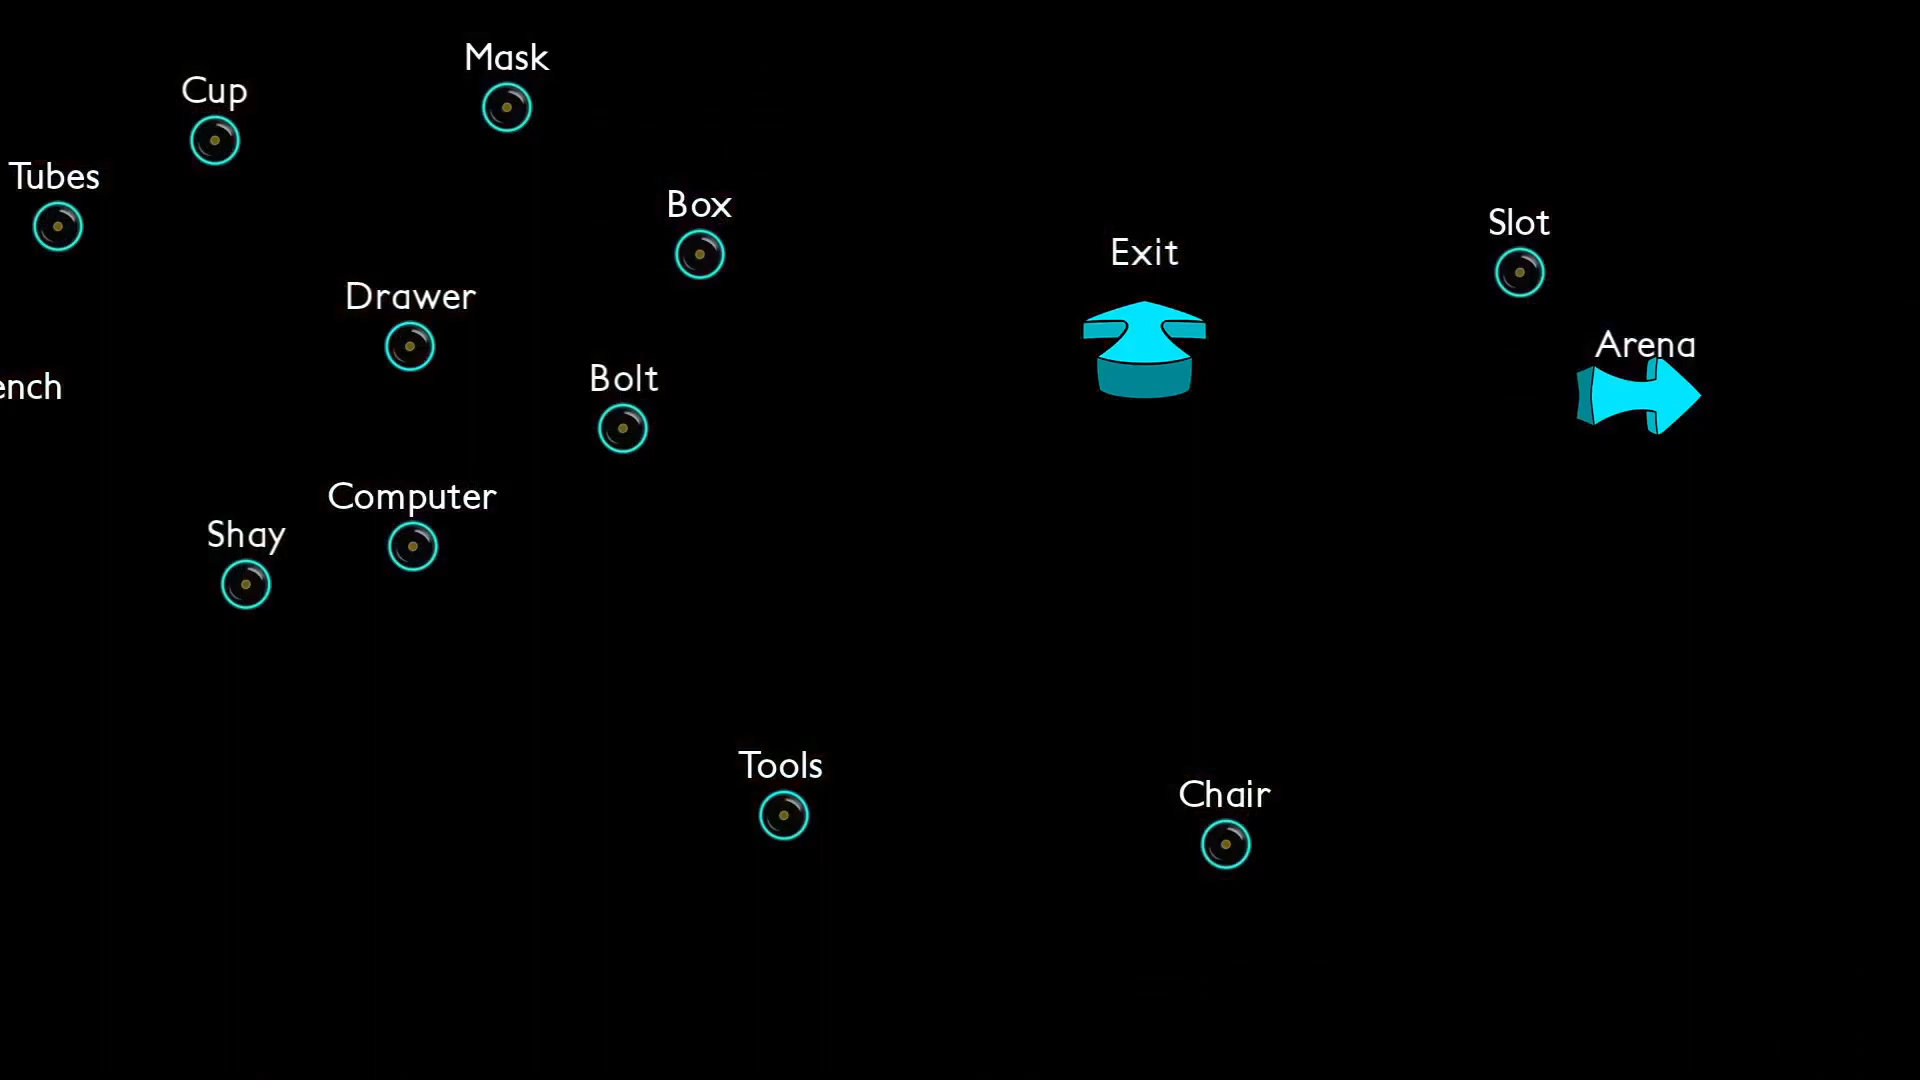 Mask
Cup
Tubes
Box
Slot
Exit
Drawer
Arena
Bolt
ench
Computer
Shay
Tools
Chair